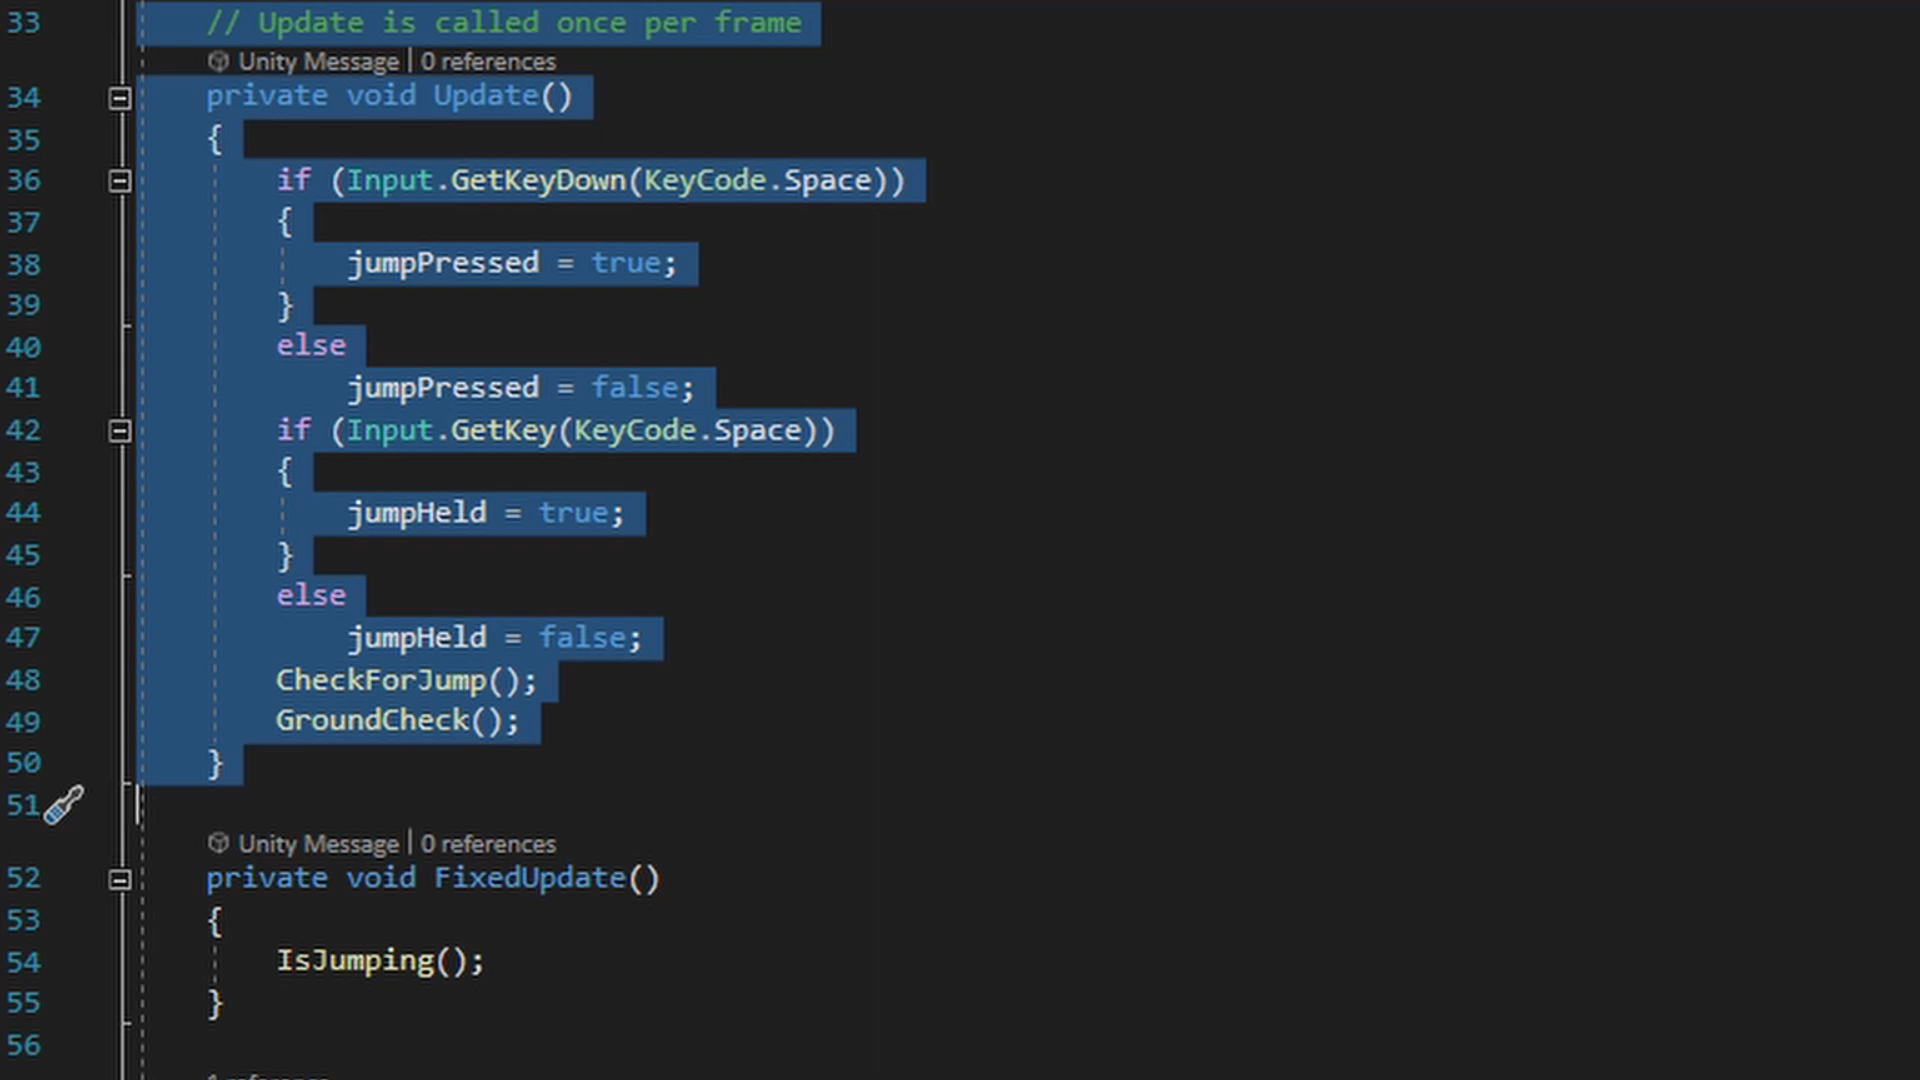 33 // Update is called once per frame
Unity Message | 0 references
34 private void Update()
35 {
36 if (Input.GetKeyDown(KeyCode.Space))
37 {
38 jumpPressed = true;
39 }
40 else
41 jumpPressed = false;
42 if (Input.GetKey(KeyCode.Space))
43 {
44 jumpHeld = true;
45 }
46 else
47 jumpHeld = false;
48 CheckForJump();
49 GroundCheck();
50 }
51
Unity Message | 0 references
52 private void FixedUpdate()
53 {
54 IsJumping();
55 }
56